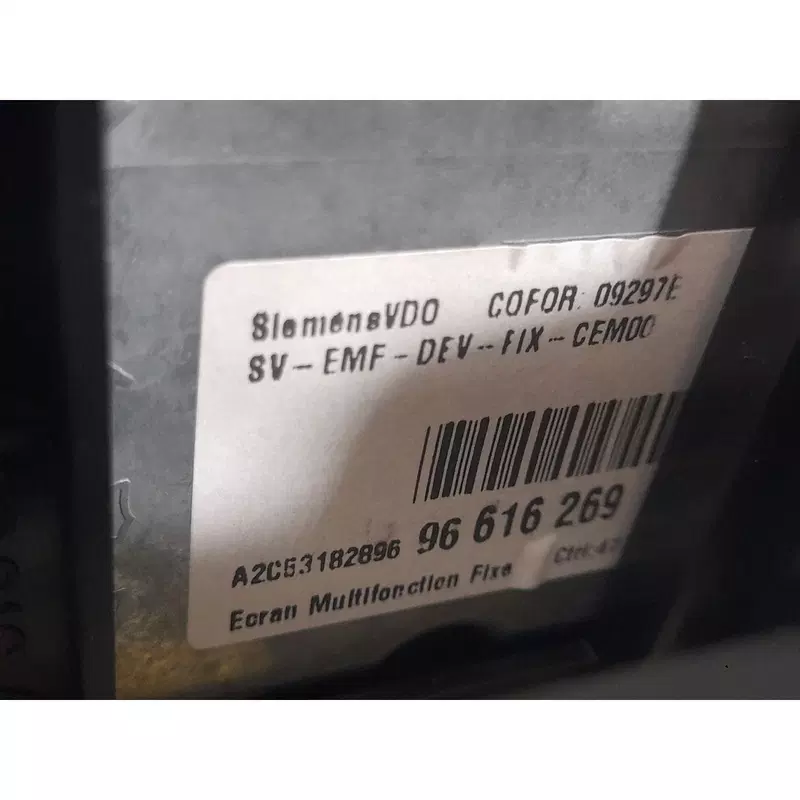 SiemensVDO COFOR: 09297E
SV-EMF-DEV-FIX-CEM00
96 616 269
A2C53182896
Ecran Multifonction Fixe